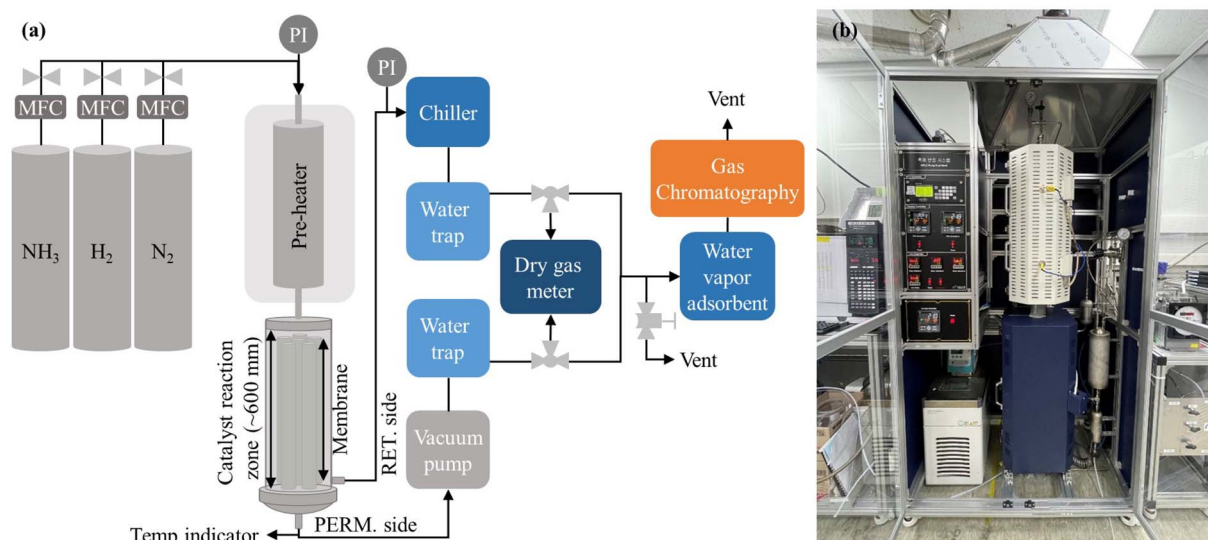 (a)
PI
MFC
MFC
MFC
NH₃
H₂
N₂
Pre-heater
Catalyst reaction
zone (~600 mm)
Membrane
Temp indicator
PERM. side
RET. side
PI
Chiller
Water
trap
Dry gas
meter
Water
trap
Vacuum
pump
Vent
Gas
Chromatography
Water
vapor
adsorbent
Vent
(b)